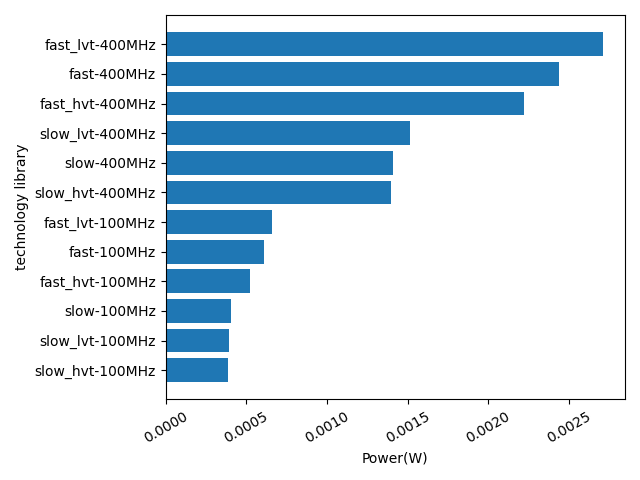 fast_lvt-400MHz
fast-400MHz
fast_hvt-400MHz
slow_lvt-400MHz
slow-400MHz
slow_hvt-400MHz
fast_lvt-100MHz
fast-100MHz
fast_hvt-100MHz
slow-100MHz
slow_lvt-100MHz
slow_hvt-100MHz
technology library
0.0000 0.0005 0.0010 0.0015 0.0020 0.0025
Power(W)